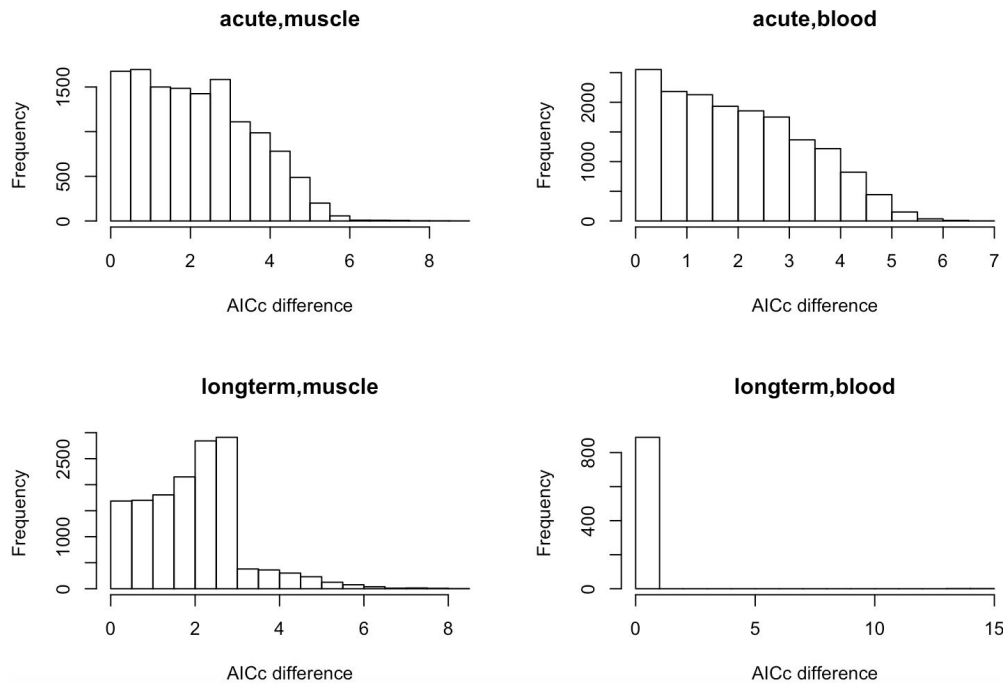 acute,muscle
Frequency
0 500 1500
0 2 4 6 8
AICc difference
acute,blood
Frequency
0 1000 2000
0 1 2 3 4 5 6 7
AICc difference
longterm,muscle
Frequency
0 1000 2500
0 2 4 6 8
AICc difference
longterm,blood
Frequency
0 400 800
0 5 10 15
AICc difference